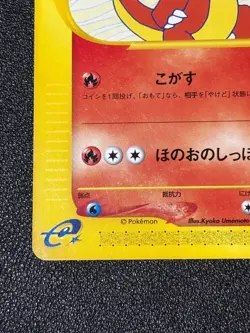 こがす
コインを1回投げ、「おもて」なら、相手を「やけど」状態に
ほのおのしっぽ
弱点 抵抗力 にげ
e
© Pokémon Illus.Kyoko Umemoto